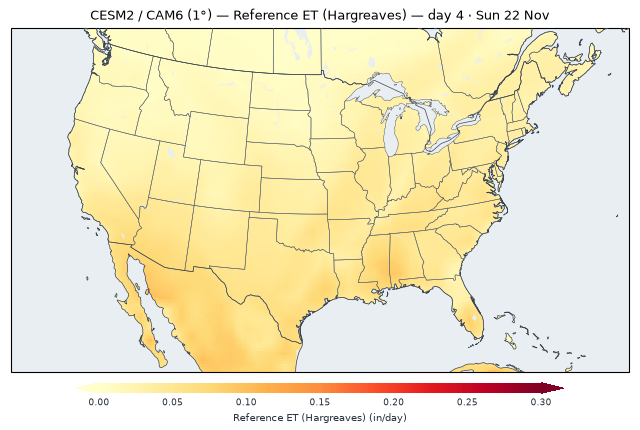 CESM2 / CAM6 (1°) — Reference ET (Hargreaves) — day 4 · Sun 22 Nov
0.00 0.05 0.10 0.15 0.20 0.25 0.30
Reference ET (Hargreaves) (in/day)